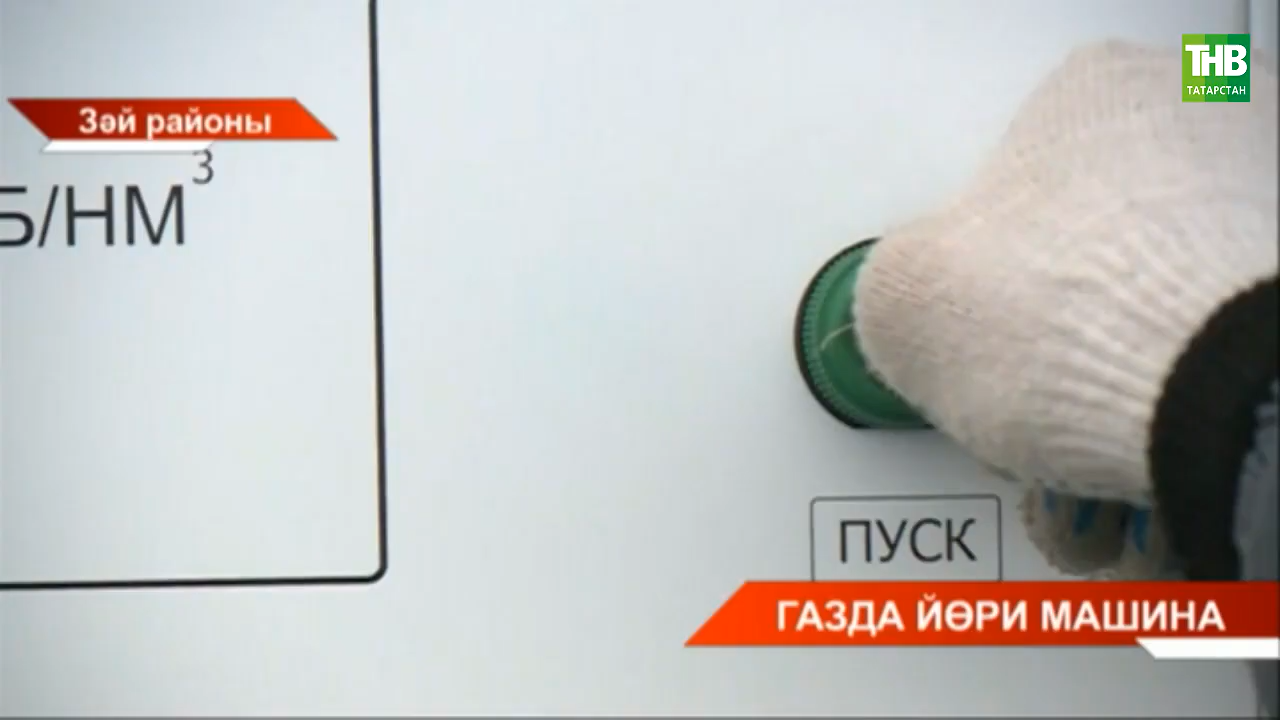 ТНВ
ТАТАРСТАН
Зәй районы
Б/НМ³
ПУСК
ГАЗДА ЙӨРИ МАШИНА